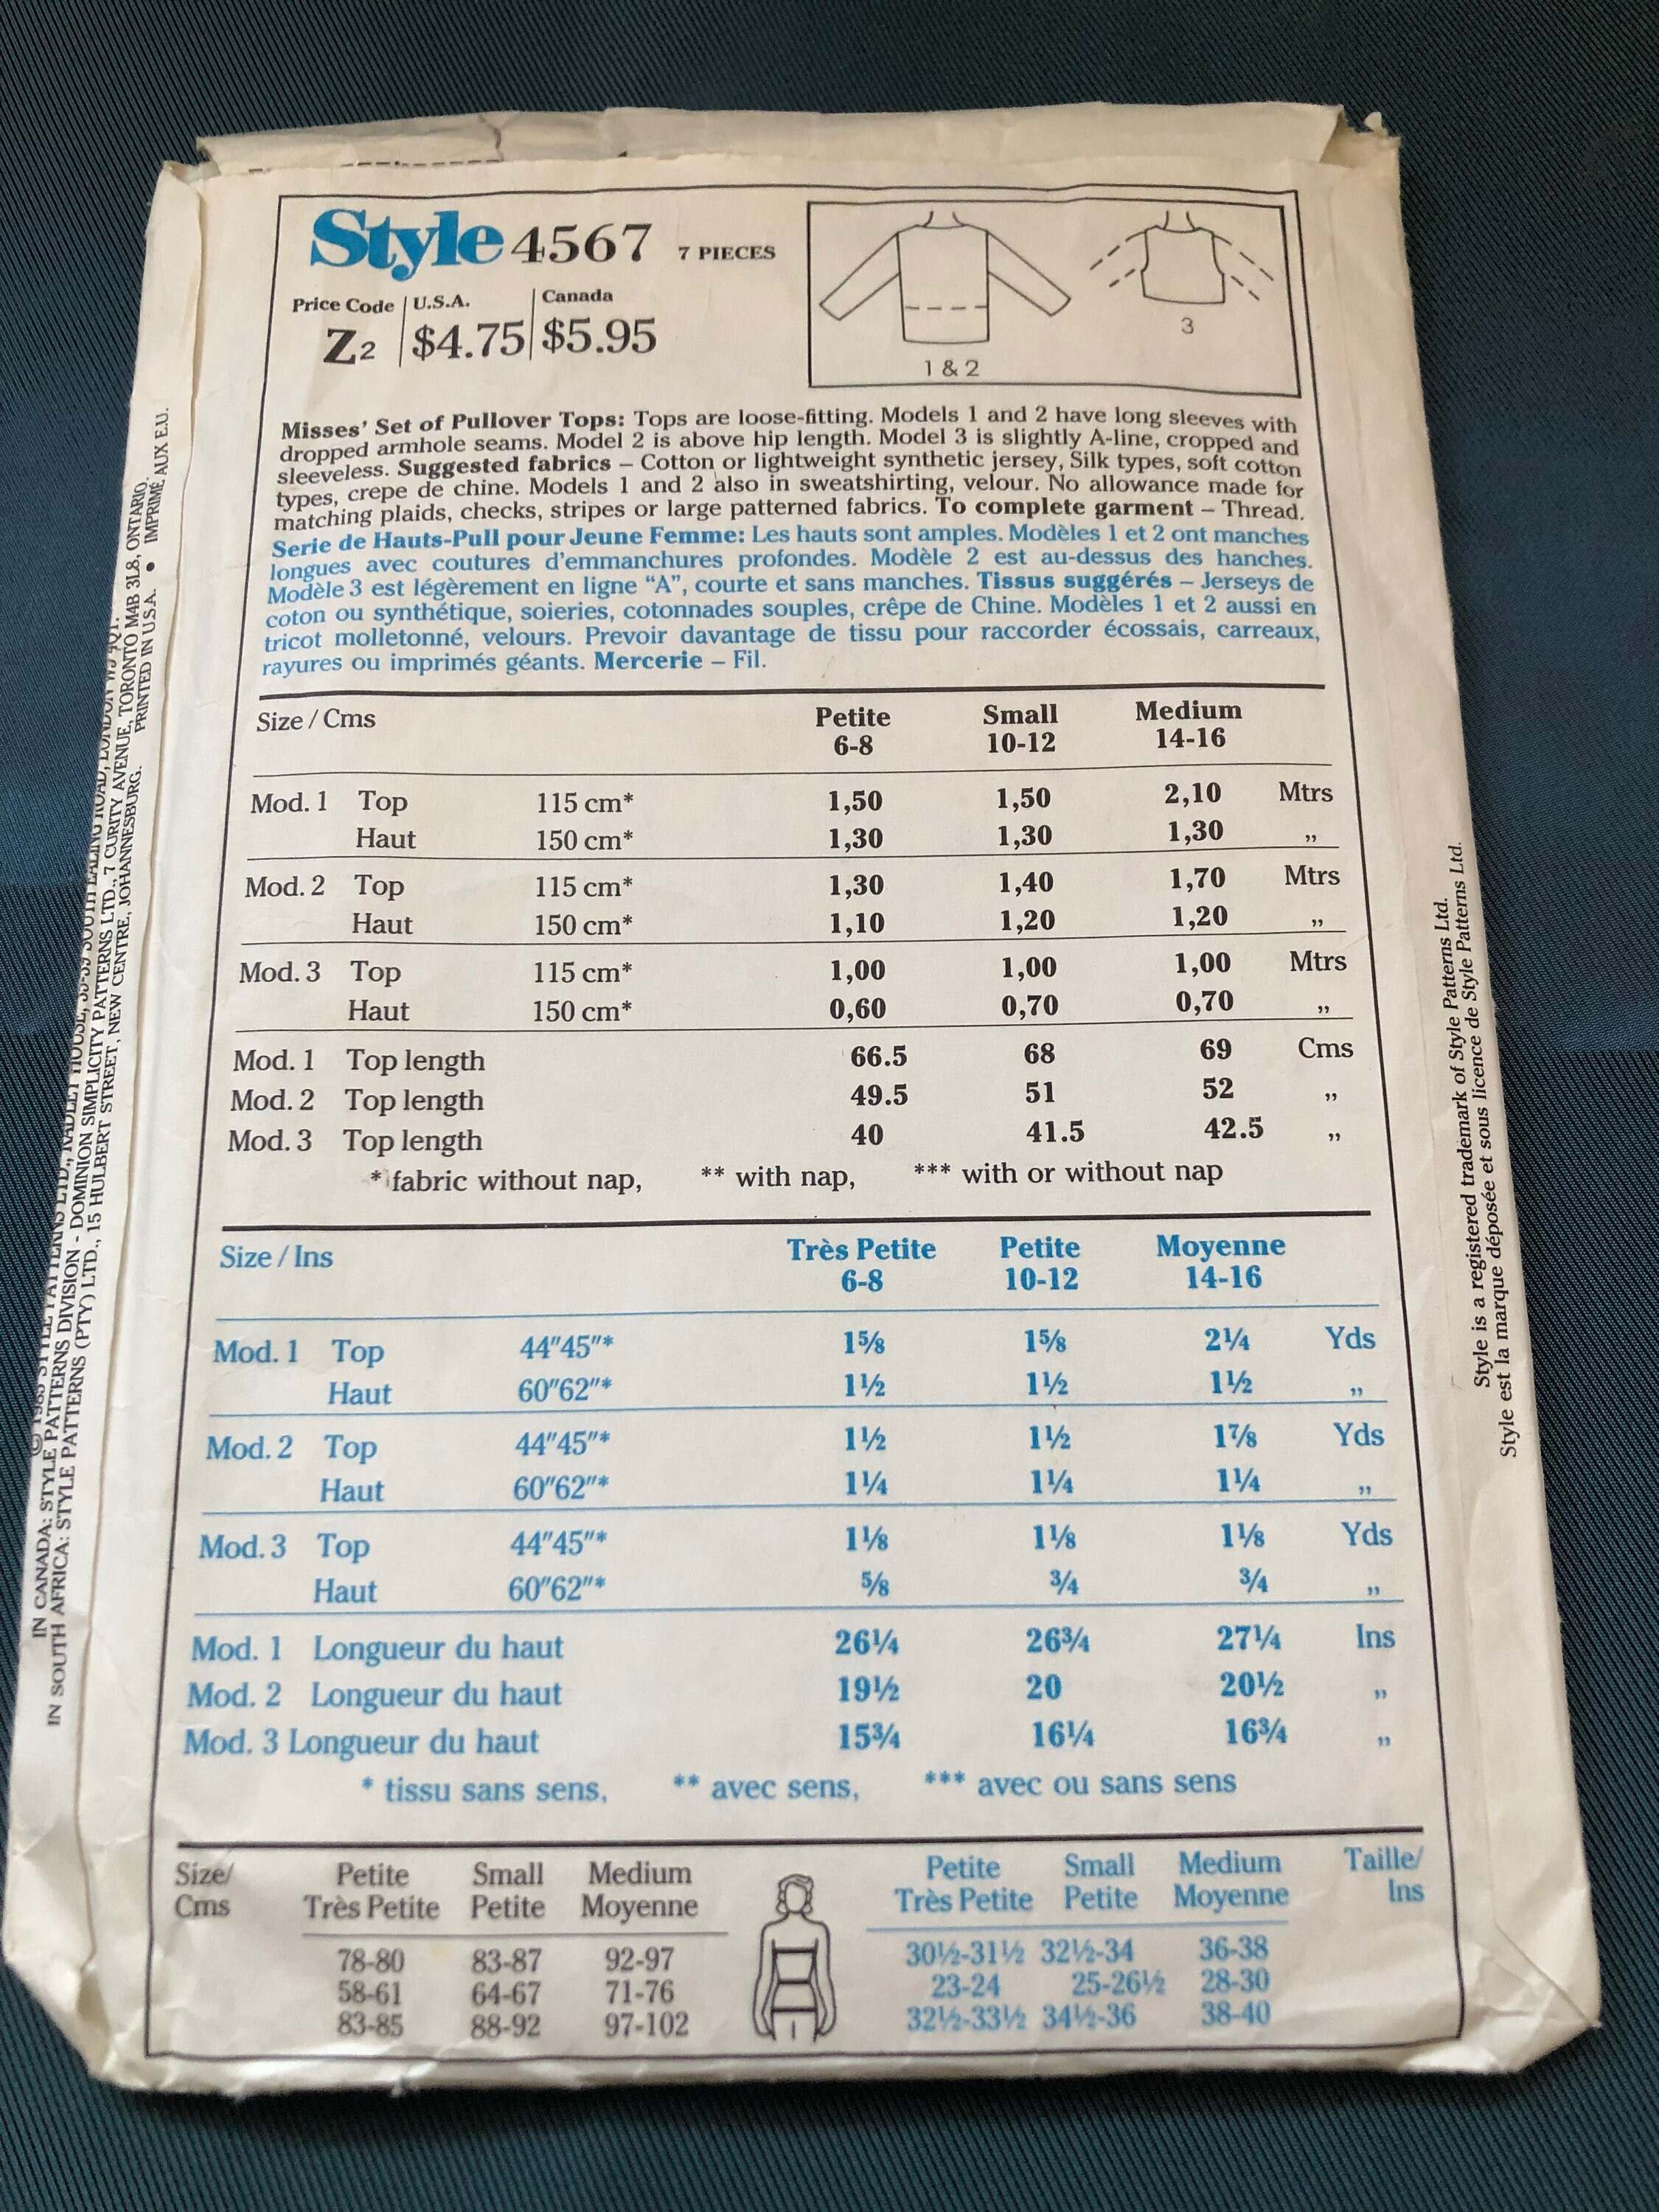 Style 4567 7 PIECES
Price Code U.S.A. Canada
Z2 $4.75 $5.95
1 & 2
3
Misses' Set of Pullover Tops: Tops are loose-fitting. Models 1 and 2 have long sleeves with
dropped armhole seams. Model 2 is above hip length. Model 3 is slightly A-line, cropped and
sleeveless. Suggested fabrics – Cotton or lightweight synthetic jersey, Silk types, soft cotton
types, crepe de chine. Models 1 and 2 also in sweatshirting, velour. No allowance made for
matching plaids, checks, stripes or large patterned fabrics. To complete garment – Thread.
Serie de Hauts-Pull pour Jeune Femme: Les hauts sont amples. Modèles 1 et 2 ont manches
longues avec coutures d'emmanchures profondes. Modèle 2 est au-dessus des hanches.
Modèle 3 est légèrement en ligne “A”, courte et sans manches. Tissus suggérés – Jerseys de
coton ou synthétique, soieries, cotonnades souples, crêpe de Chine. Modèles 1 et 2 aussi en
tricot molletonné, velours. Prevoir davantage de tissu pour raccorder écossais, carreaux,
rayures ou imprimés géants. Mercerie – Fil.
Size / Cms Petite Small Medium
6-8 10-12 14-16
Mod. 1 Top 115 cm* 1,50 1,50 2,10 Mtrs
Haut 150 cm* 1,30 1,30 1,30 ,,
Mod. 2 Top 115 cm* 1,30 1,40 1,70 Mtrs
Haut 150 cm* 1,10 1,20 1,20 ,,
Mod. 3 Top 115 cm* 1,00 1,00 1,00 Mtrs
Haut 150 cm* 0,60 0,70 0,70 ,,
Mod. 1 Top length 66.5 68 69 Cms
Mod. 2 Top length 49.5 51 52 ,,
Mod. 3 Top length 40 41.5 42.5 ,,
* fabric without nap, ** with nap, *** with or without nap
Size / Ins Très Petite Petite Moyenne
6-8 10-12 14-16
Mod. 1 Top 44"45"* 1⅝ 1⅝ 2¼ Yds
Haut 60"62"* 1½ 1½ 1½ ,,
Mod. 2 Top 44"45"* 1½ 1½ 1⅞ Yds
Haut 60"62"* 1¼ 1¼ 1¼ ,,
Mod. 3 Top 44"45"* 1⅛ 1⅛ 1⅛ Yds
Haut 60"62"* ⅝ ¾ ¾ ,,
Mod. 1 Longueur du haut 26¼ 26¾ 27¼ Ins
Mod. 2 Longueur du haut 19½ 20 20½ ,,
Mod. 3 Longueur du haut 15¾ 16¼ 16¾ ,,
* tissu sans sens, ** avec sens, *** avec ou sans sens
Size/ Petite Small Medium Petite Small Medium Taille/
Cms Très Petite Petite Moyenne Très Petite Petite Moyenne Ins
78-80 83-87 92-97 30½-31½ 32½-34 36-38
58-61 64-67 71-76 23-24 25-26½ 28-30
83-85 88-92 97-102 32½-33½ 34½-36 38-40
IN CANADA: STYLE PATTERNS DIVISION - DOMINION SIMPLICITY PATTERNS LTD., 7 CURITY AVENUE, TORONTO M4B 3L8, ONTARIO.
IN SOUTH AFRICA: STYLE PATTERNS (PTY) LTD., 15 HULBERT STREET, NEW CENTRE, JOHANNESBURG. PRINTED IN U.S.A. ● IMPRIMÉ AUX E.U.
Style is a registered trademark of Style Patterns Ltd.
Style est la marque déposée et sous licence de Style Patterns Ltd.